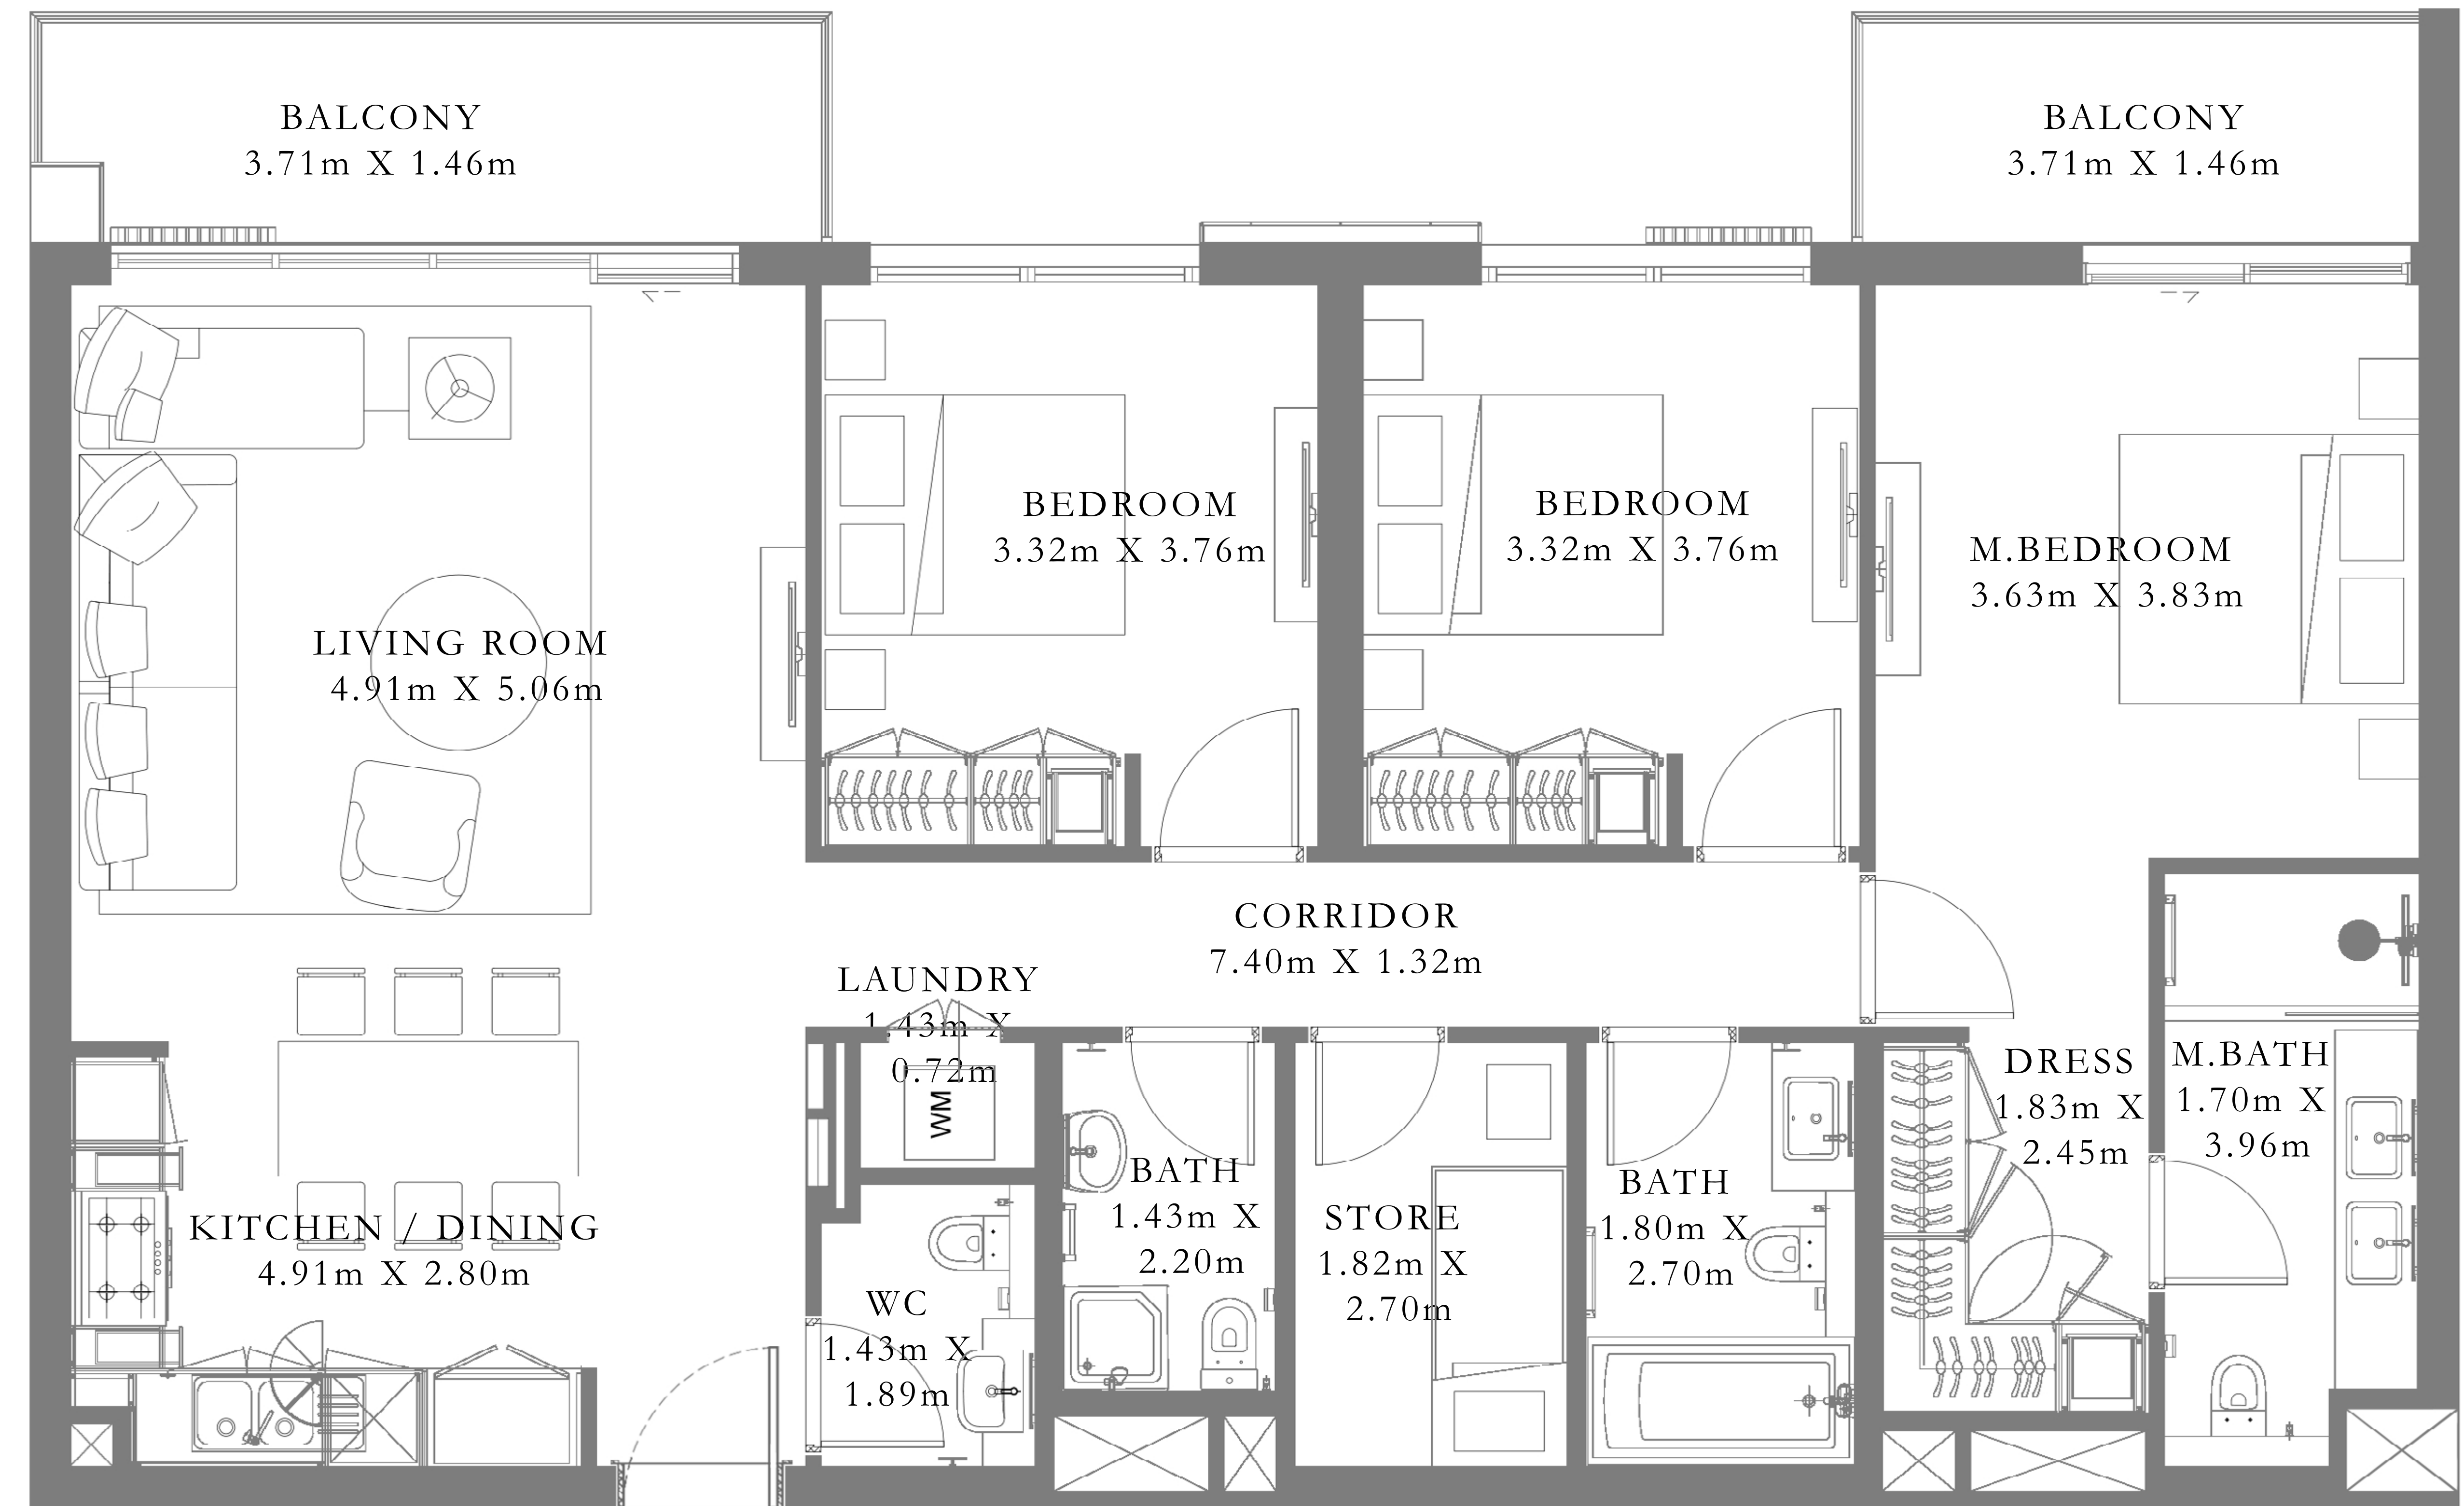 BALCONY
3.71m X 1.46m
BALCONY
3.71m X 1.46m
BEDROOM
3.32m X 3.76m
BEDROOM
3.32m X 3.76m
M.BEDROOM
3.63m X 3.83m
LIVING ROOM
4.91m X 5.06m
CORRIDOR
7.40m X 1.32m
LAUNDRY
1.43m X
0.72m
WM
DRESS
1.83m X
2.45m
M.BATH
1.70m X
3.96m
BATH
1.43m X
2.20m
STORE
1.82m X
2.70m
BATH
1.80m X
2.70m
KITCHEN / DINING
4.91m X 2.80m
WC
1.43m X
1.89m